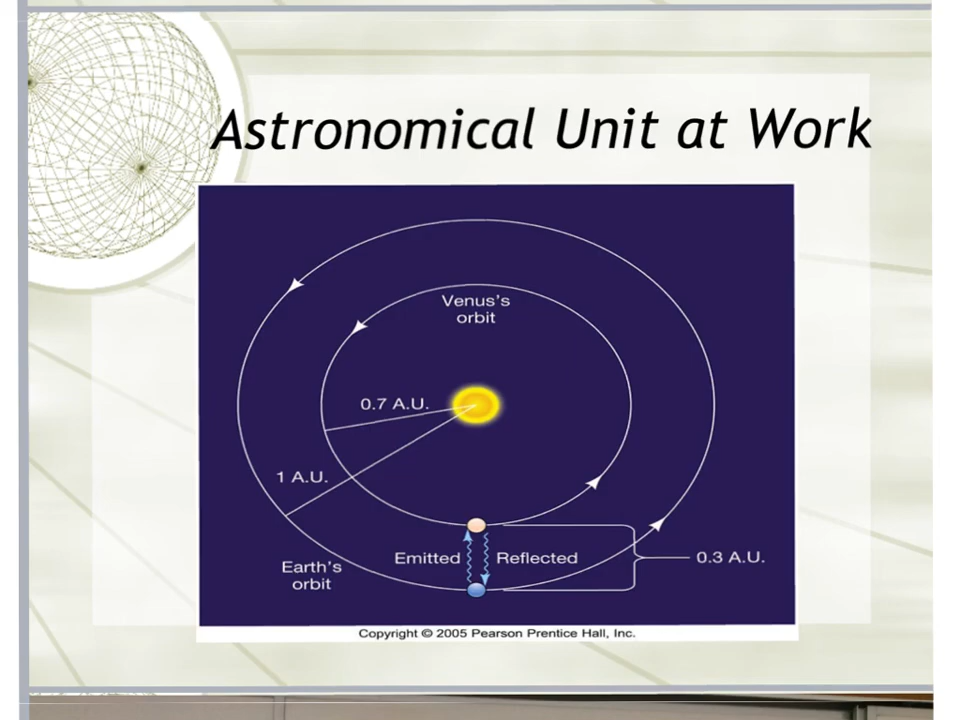 Astronomical Unit at Work
Venus's
orbit
0.7 A.U.
1 A.U.
Emitted
Reflected
0.3 A.U.
Earth's
orbit
Copyright © 2005 Pearson Prentice Hall, Inc.